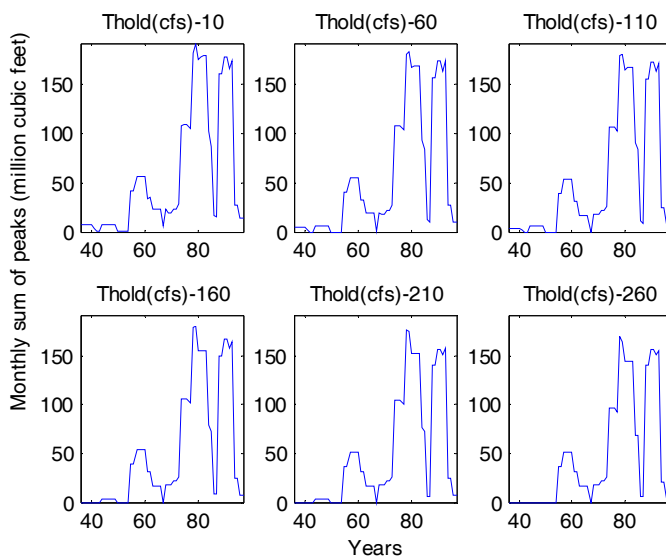 Thold(cfs)-10 Thold(cfs)-60 Thold(cfs)-110
Monthly sum of peaks (million cubic feet)
150 150 150
100 100 100
50 50 50
0 0 0
40 60 80 40 60 80 40 60 80
Thold(cfs)-160 Thold(cfs)-210 Thold(cfs)-260
150 150 150
100 100 100
50 50 50
0 0 0
40 60 80 40 60 80 40 60 80
Years